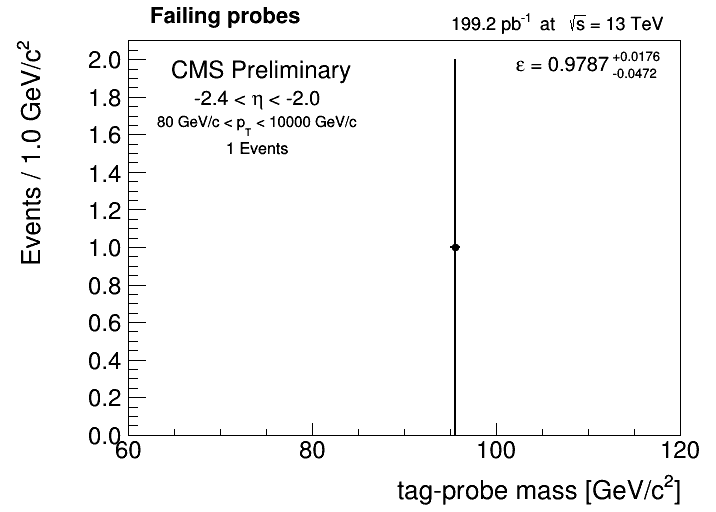 Failing probes
199.2 pb⁻¹ at √s = 13 TeV
CMS Preliminary
ε = 0.9787 +0.0176 -0.0472
-2.4 < η < -2.0
80 GeV/c < p_T < 10000 GeV/c
1 Events
Events / 1.0 GeV/c²
2.0
1.8
1.6
1.4
1.2
1.0
0.8
0.6
0.4
0.2
0.0
60 80 100 120
tag-probe mass [GeV/c²]